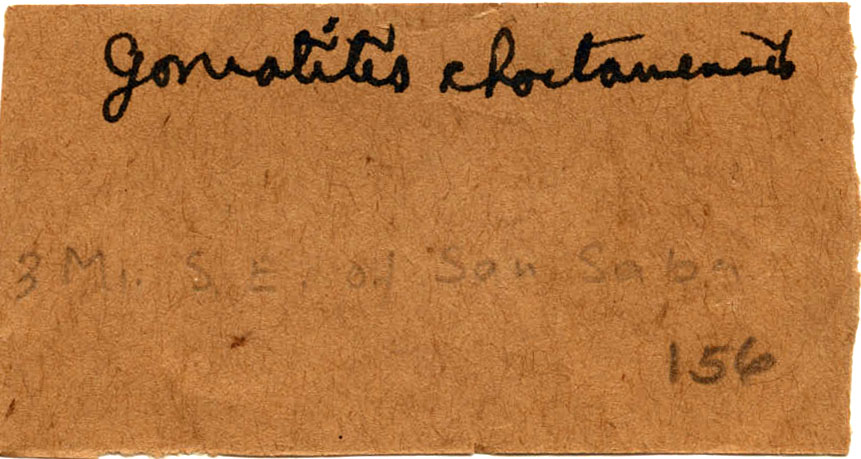 Goniatites choctawensis
3 Mi. S.E. of San Saba
156